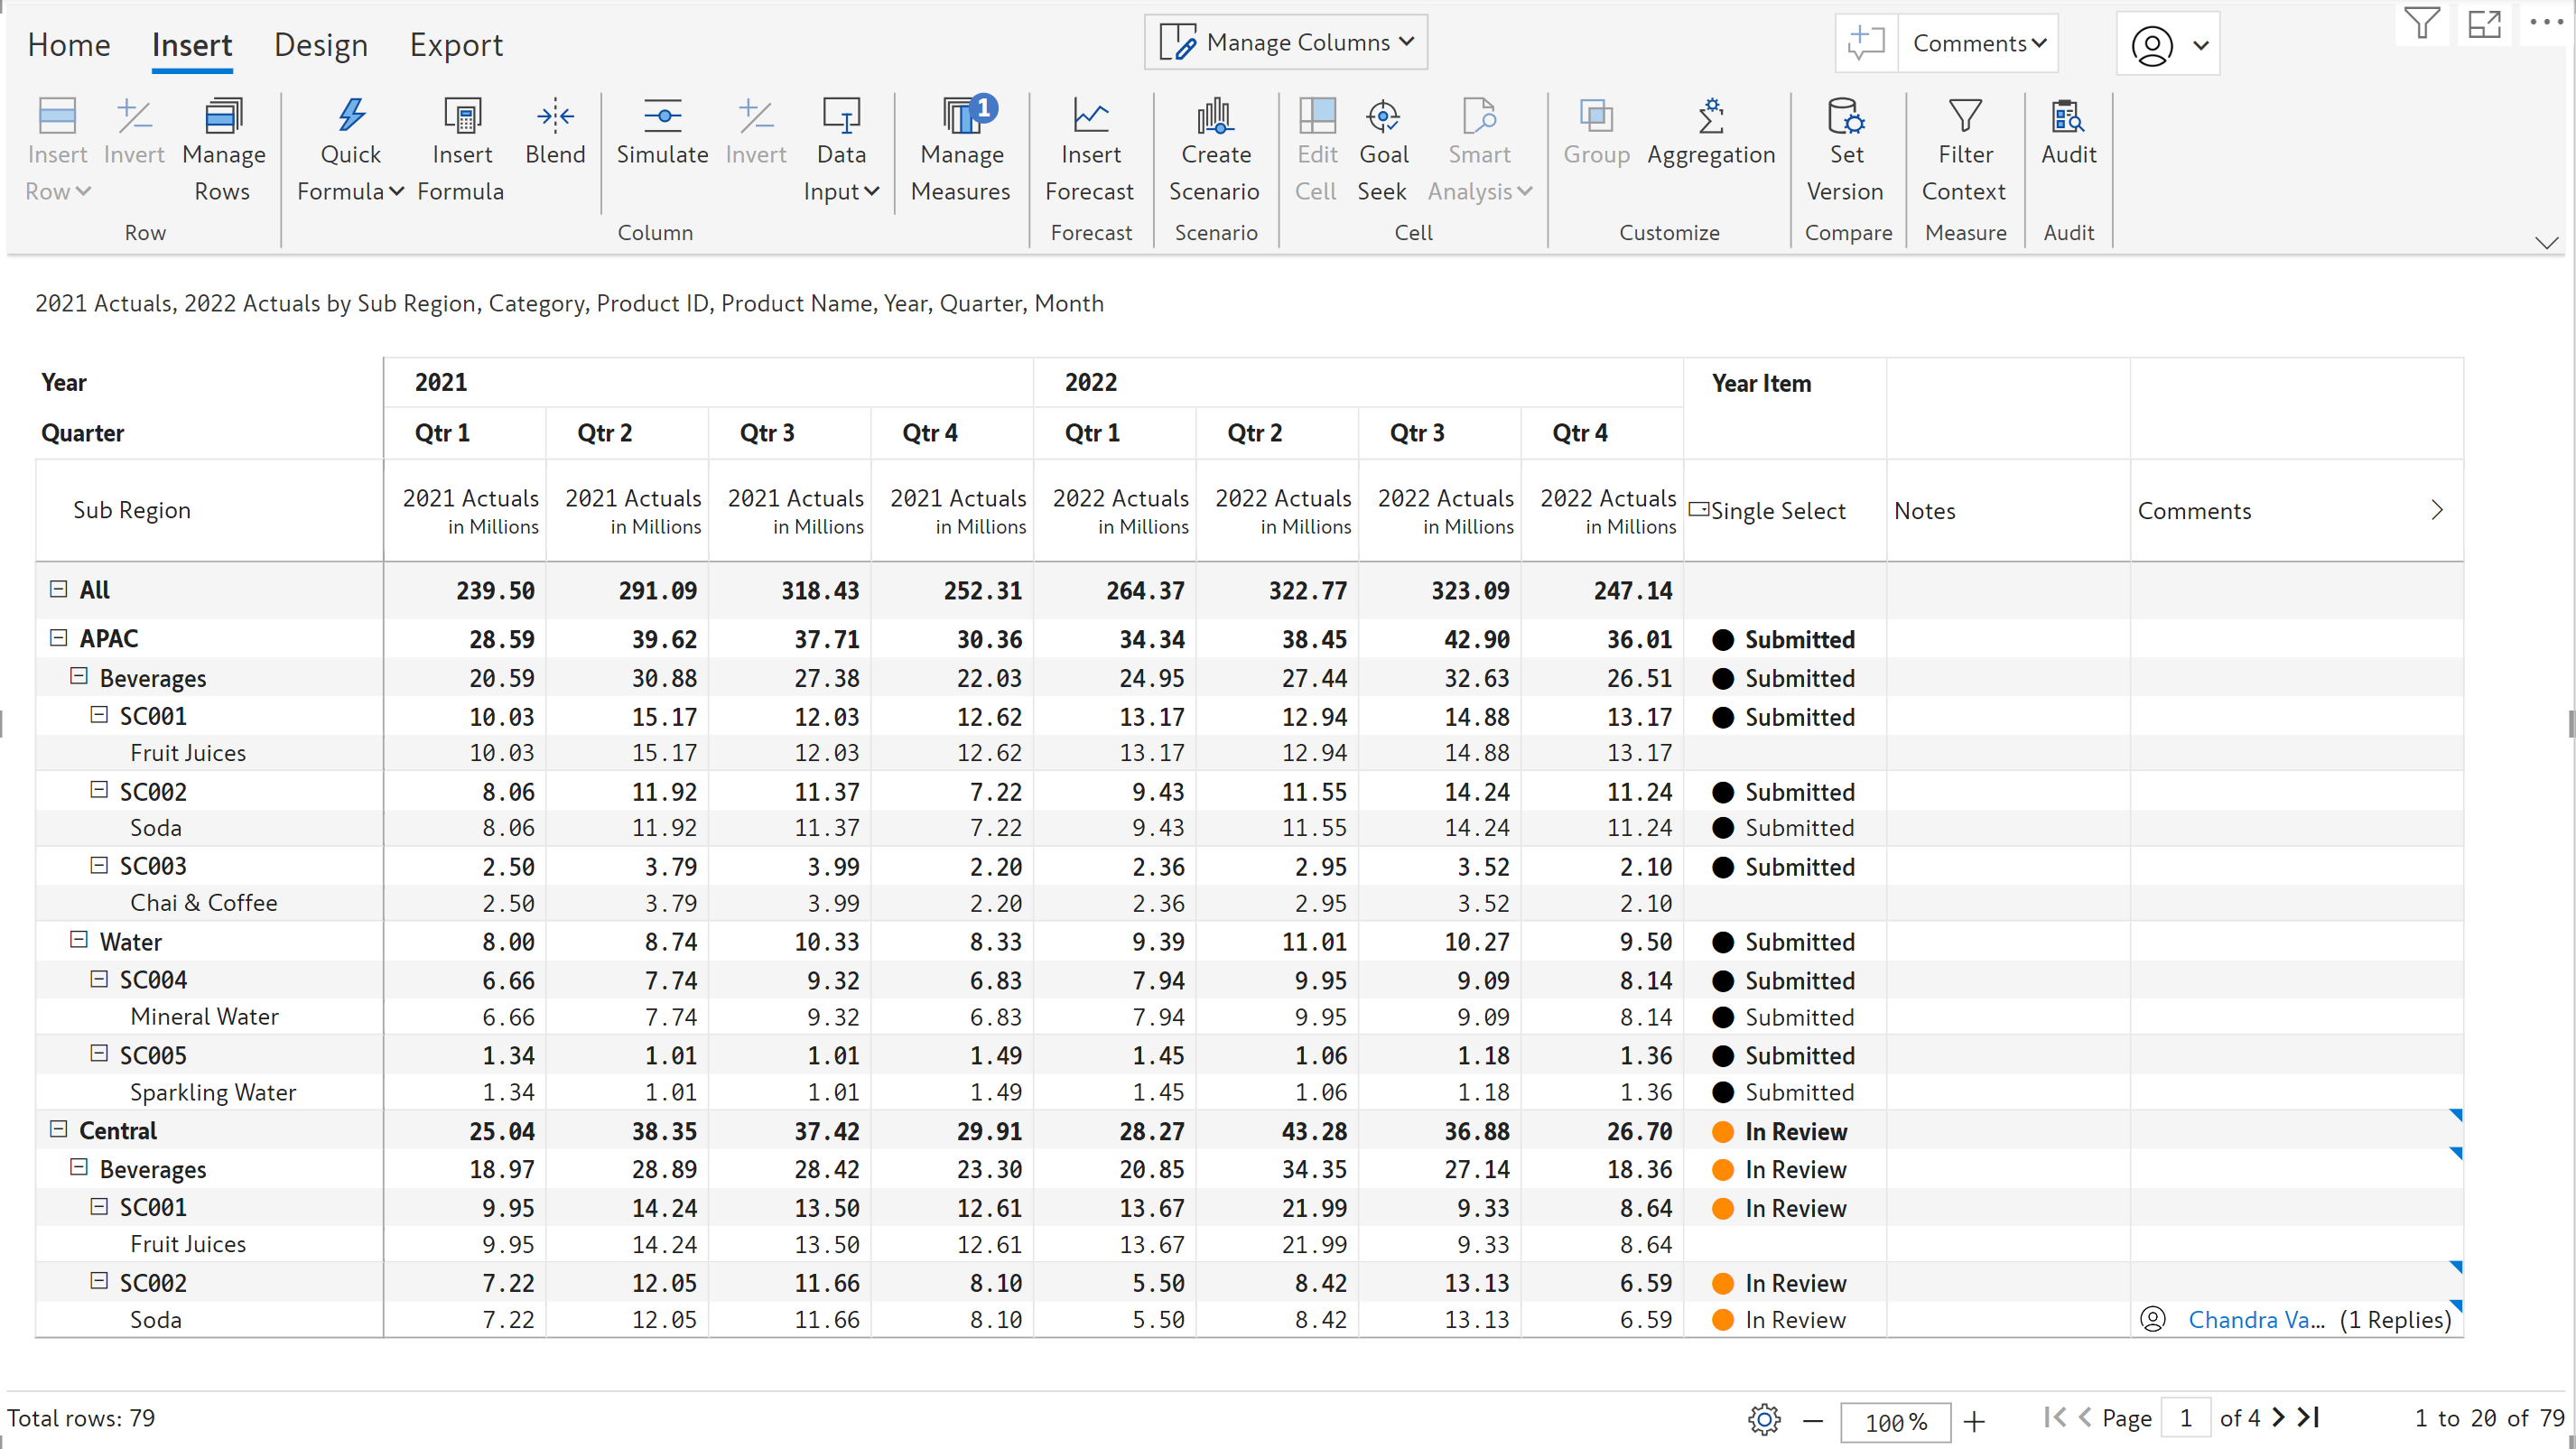 Home Insert Design Export Manage Columns Comments
Insert Row Invert Manage Rows Quick Formula Insert Formula Blend Simulate Invert Data Input Manage Measures 1 Insert Forecast Create Scenario Edit Cell Goal Seek Smart Analysis Group Aggregation Set Version Filter Context Audit
Row Column Forecast Scenario Cell Customize Compare Measure Audit
2021 Actuals, 2022 Actuals by Sub Region, Category, Product ID, Product Name, Year, Quarter, Month
Year 2021 2022 Year Item
Quarter Qtr 1 Qtr 2 Qtr 3 Qtr 4 Qtr 1 Qtr 2 Qtr 3 Qtr 4
Sub Region 2021 Actuals in Millions 2021 Actuals in Millions 2021 Actuals in Millions 2021 Actuals in Millions 2022 Actuals in Millions 2022 Actuals in Millions 2022 Actuals in Millions 2022 Actuals in Millions Single Select Notes Comments
All 239.50 291.09 318.43 252.31 264.37 322.77 323.09 247.14
APAC 28.59 39.62 37.71 30.36 34.34 38.45 42.90 36.01 Submitted
Beverages 20.59 30.88 27.38 22.03 24.95 27.44 32.63 26.51 Submitted
SC001 10.03 15.17 12.03 12.62 13.17 12.94 14.88 13.17 Submitted
Fruit Juices 10.03 15.17 12.03 12.62 13.17 12.94 14.88 13.17
SC002 8.06 11.92 11.37 7.22 9.43 11.55 14.24 11.24 Submitted
Soda 8.06 11.92 11.37 7.22 9.43 11.55 14.24 11.24 Submitted
SC003 2.50 3.79 3.99 2.20 2.36 2.95 3.52 2.10 Submitted
Chai & Coffee 2.50 3.79 3.99 2.20 2.36 2.95 3.52 2.10
Water 8.00 8.74 10.33 8.33 9.39 11.01 10.27 9.50 Submitted
SC004 6.66 7.74 9.32 6.83 7.94 9.95 9.09 8.14 Submitted
Mineral Water 6.66 7.74 9.32 6.83 7.94 9.95 9.09 8.14 Submitted
SC005 1.34 1.01 1.01 1.49 1.45 1.06 1.18 1.36 Submitted
Sparkling Water 1.34 1.01 1.01 1.49 1.45 1.06 1.18 1.36 Submitted
Central 25.04 38.35 37.42 29.91 28.27 43.28 36.88 26.70 In Review
Beverages 18.97 28.89 28.42 23.30 20.85 34.35 27.14 18.36 In Review
SC001 9.95 14.24 13.50 12.61 13.67 21.99 9.33 8.64 In Review
Fruit Juices 9.95 14.24 13.50 12.61 13.67 21.99 9.33 8.64
SC002 7.22 12.05 11.66 8.10 5.50 8.42 13.13 6.59 In Review
Soda 7.22 12.05 11.66 8.10 5.50 8.42 13.13 6.59 In Review Chandra Va... (1 Replies)
Total rows: 79 100 % Page 1 of 4 1 to 20 of 79